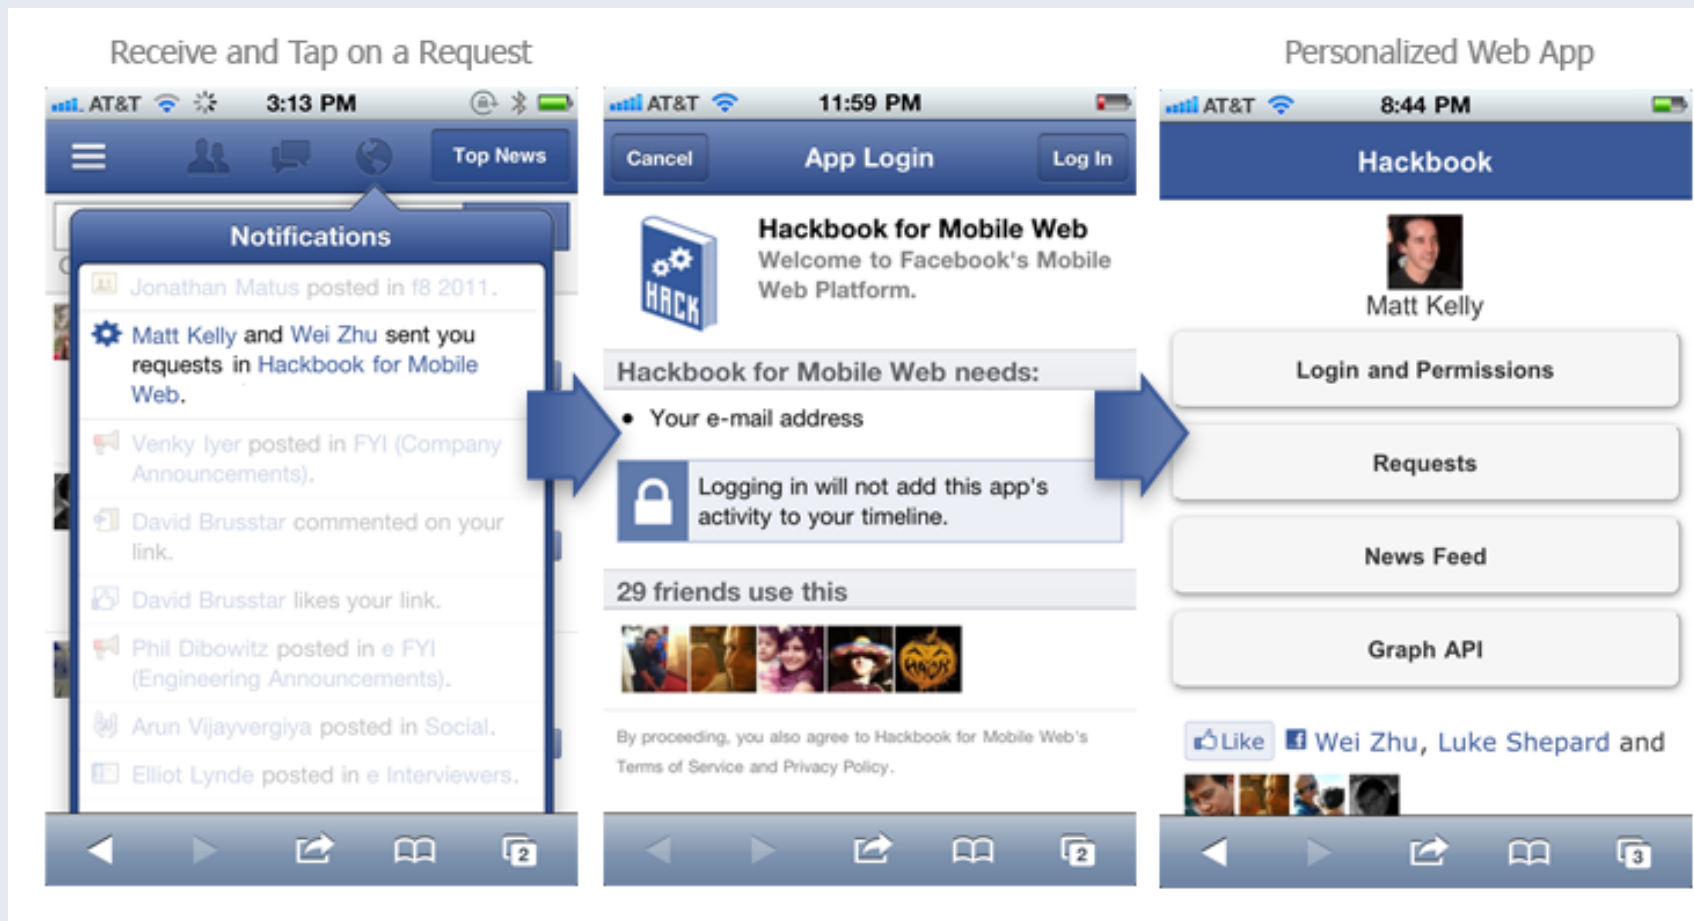 Receive and Tap on a Request
AT&T 3:13 PM
Top News
Notifications
Jonathan Matus posted in f8 2011.
Matt Kelly and Wei Zhu sent you
requests in Hackbook for Mobile
Web.
Venky Iyer posted in FYI (Company
Announcements).
David Brusstar commented on your
link.
David Brusstar likes your link.
Phil Dibowitz posted in e FYI
(Engineering Announcements).
Arun Vijayvergiya posted in Social.
Elliot Lynde posted in e Interviewers.
2
AT&T 11:59 PM
Cancel App Login Log In
HACK
Hackbook for Mobile Web
Welcome to Facebook's Mobile
Web Platform.
Hackbook for Mobile Web needs:
• Your e-mail address
Logging in will not add this app's
activity to your timeline.
29 friends use this
By proceeding, you also agree to Hackbook for Mobile Web's
Terms of Service and Privacy Policy.
2
Personalized Web App
AT&T 8:44 PM
Hackbook
Matt Kelly
Login and Permissions
Requests
News Feed
Graph API
Like Wei Zhu, Luke Shepard and
3